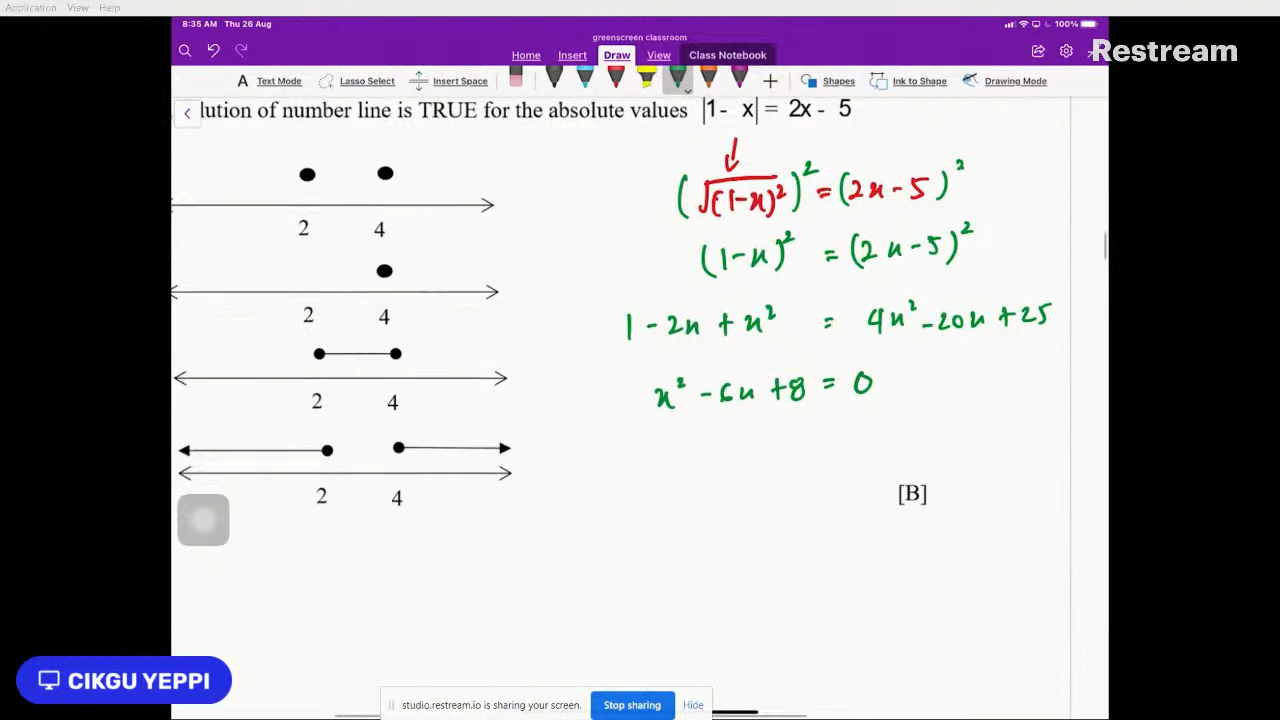 Application View Help
8:35 AM Thu 26 Aug
100%
greenscreen classroom
Home Insert Draw View Class Notebook
Restream
Text Mode Lasso Select Insert Space Shapes Ink to Shape Drawing Mode
lution of number line is TRUE for the absolute values |1 - x| = 2x - 5
(√(1-x)²)² = (2x-5)²
2 4
(1-x)² = (2x-5)²
2 4
1 - 2x + x² = 4x² - 20x + 25
2 4
x² - 6x + 8 = 0
2 4
[B]
CIKGU YEPPI
studio.restream.io is sharing your screen. Stop sharing Hide